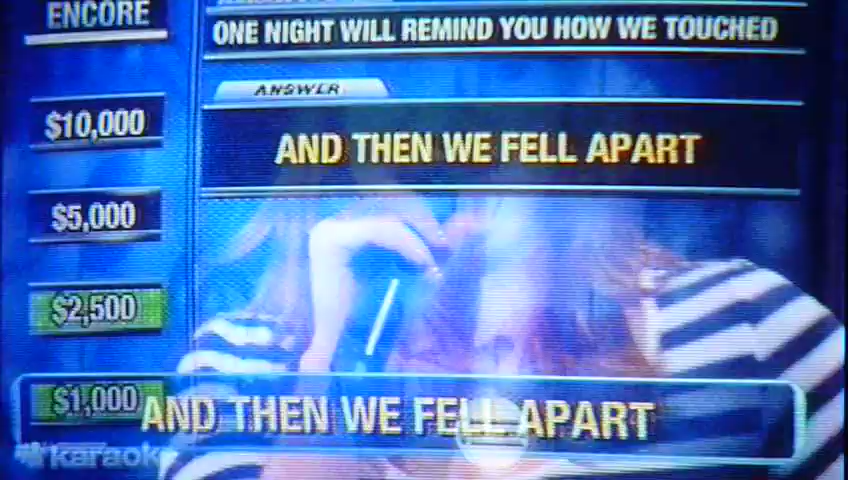 ENCORE
ONE NIGHT WILL REMIND YOU HOW WE TOUCHED
ANSWER
AND THEN WE FELL APART
$10,000
$5,000
$2,500
$1,000
AND THEN WE FELL APART
karaok